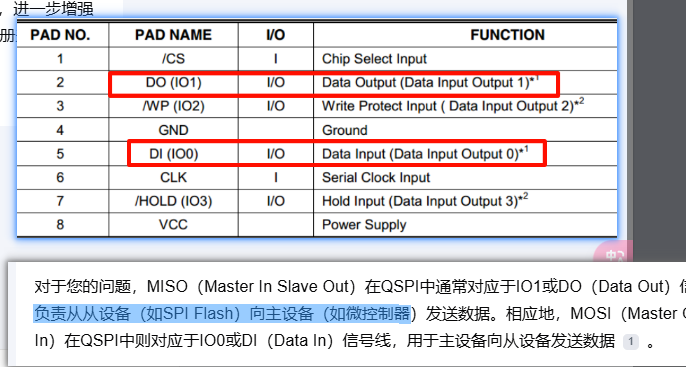 ，进一步增强
册
PAD NO. PAD NAME I/O FUNCTION
1 /CS I Chip Select Input
2 DO (IO1) I/O Data Output (Data Input Output 1)*1
3 /WP (IO2) I/O Write Protect Input ( Data Input Output 2)*2
4 GND Ground
5 DI (IO0) I/O Data Input (Data Input Output 0)*1
6 CLK I Serial Clock Input
7 /HOLD (IO3) I/O Hold Input (Data Input Output 3)*2
8 VCC Power Supply
对于您的问题，MISO（Master In Slave Out）在QSPI中通常对应于IO1或DO（Data Out）信
负责从从设备（如SPI Flash）向主设备（如微控制器）发送数据。相应地，MOSI（Master O
In）在QSPI中则对应于IO0或DI（Data In）信号线，用于主设备向从设备发送数据 1 。